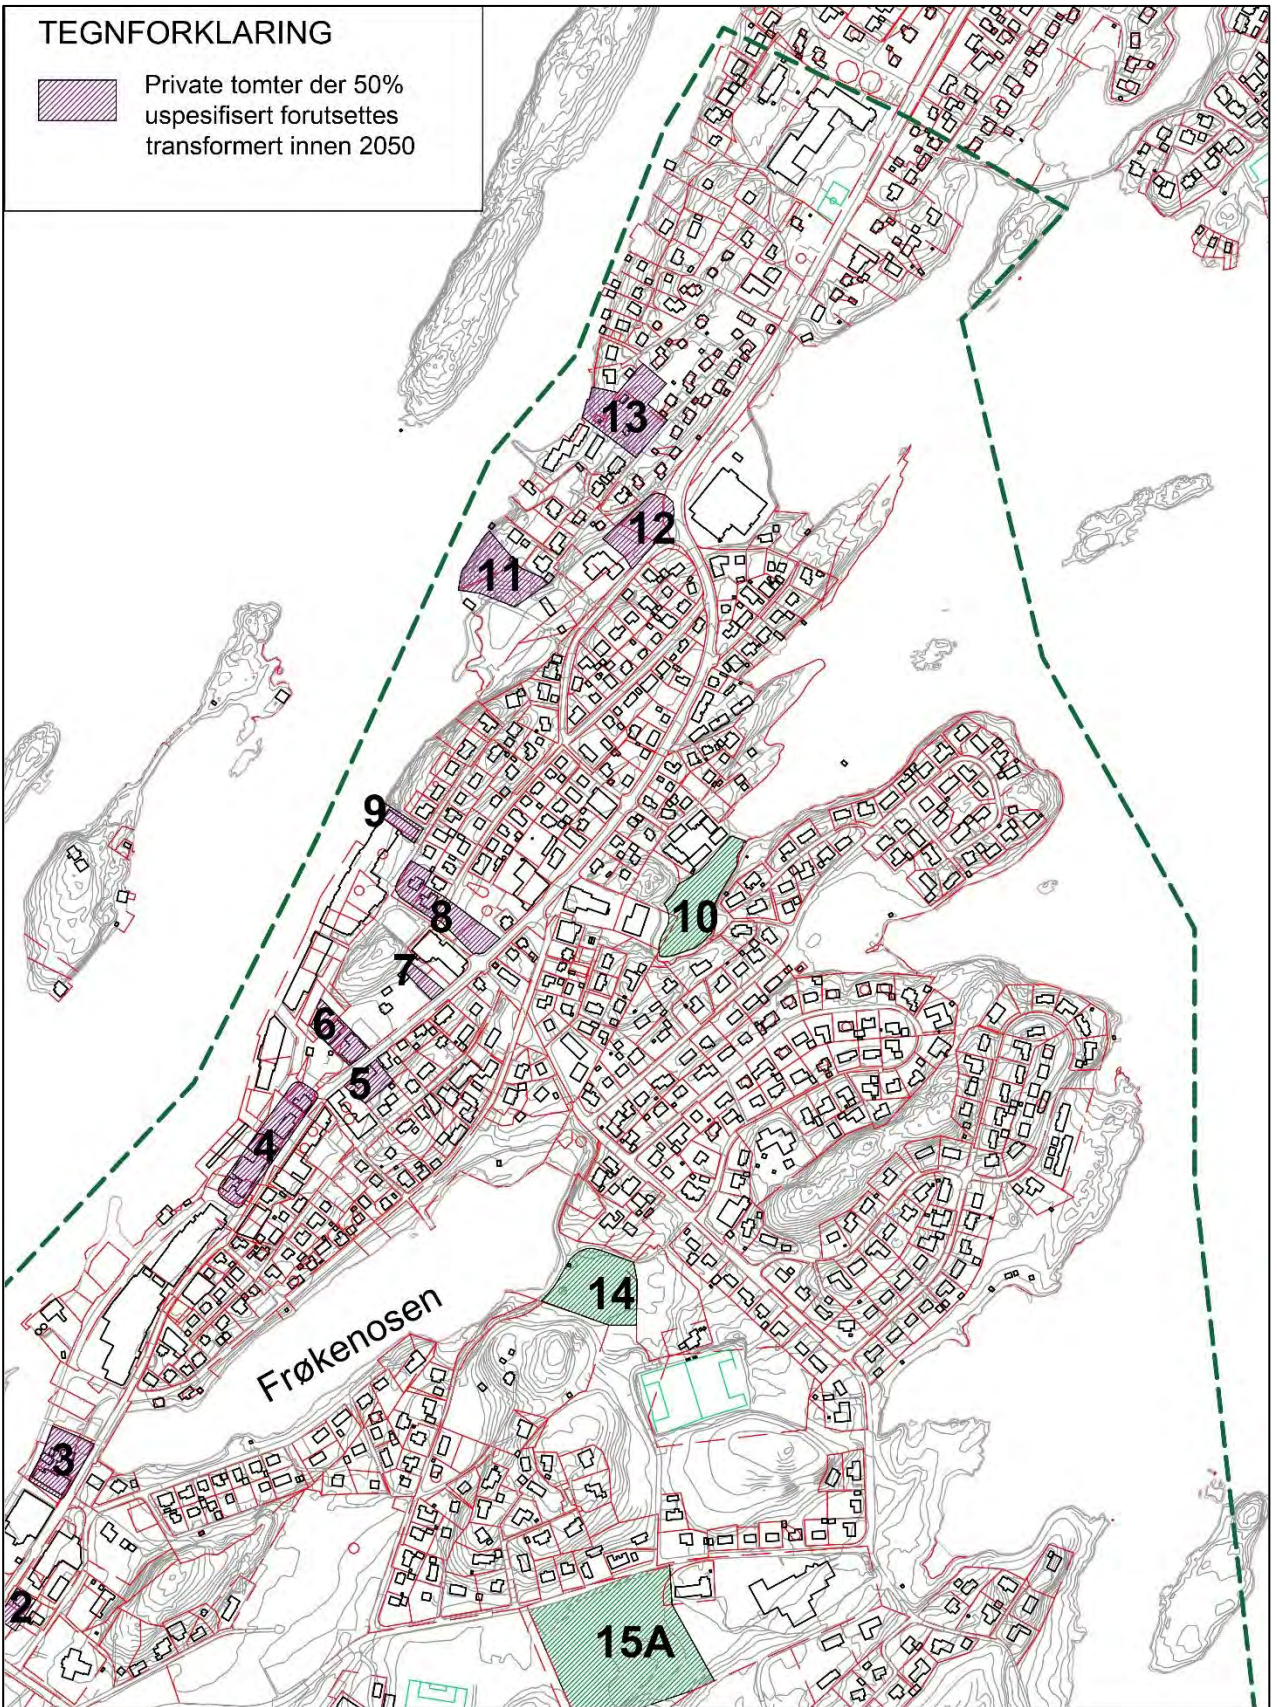 TEGNFORKLARING
Private tomter der 50%
uspesifisert forutsettes
transformert innen 2050
13
12
11
9
8
10
7
6
5
4
14
Frøkenosen
3
2
15A